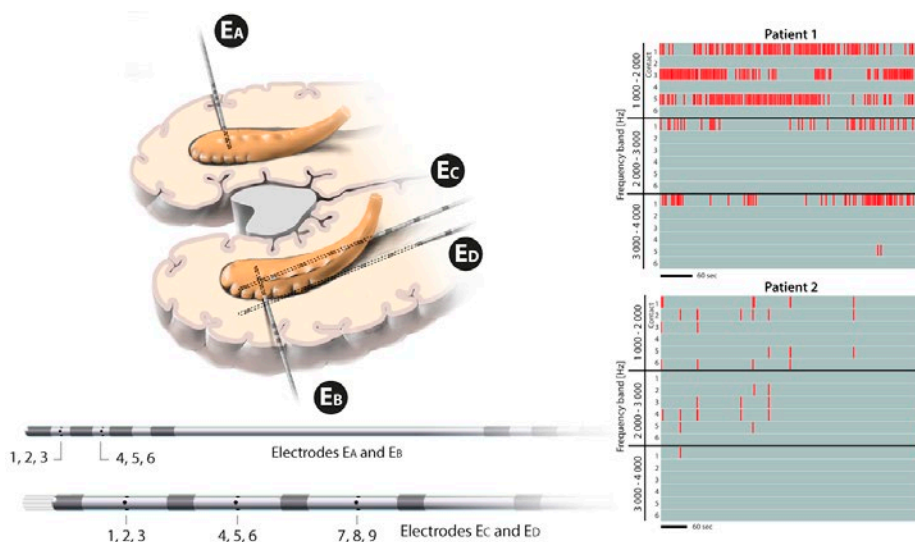 EA
EC
ED
EB
1, 2, 3
4, 5, 6
Electrodes EA and EB
1, 2, 3
4, 5, 6
7, 8, 9
Electrodes EC and ED
Patient 1
Frequency band [Hz]
1 000 - 2 000
Contact
1
2
3
4
5
6
2 000 - 3 000
1
2
3
4
5
6
3 000 - 4 000
1
2
3
4
5
6
60 sec
Patient 2
Frequency band [Hz]
1 000 - 2 000
Contact
1
2
3
4
5
6
2 000 - 3 000
1
2
3
4
5
6
3 000 - 4 000
1
2
3
4
5
6
60 sec